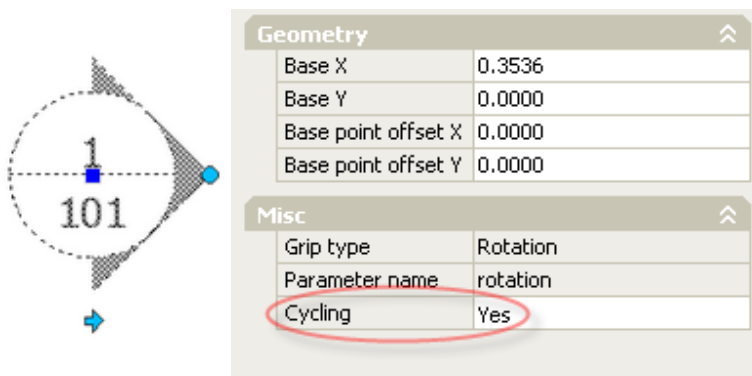 1
101
Geometry
Base X 0.3536
Base Y 0.0000
Base point offset X 0.0000
Base point offset Y 0.0000
Misc
Grip type Rotation
Parameter name rotation
Cycling Yes